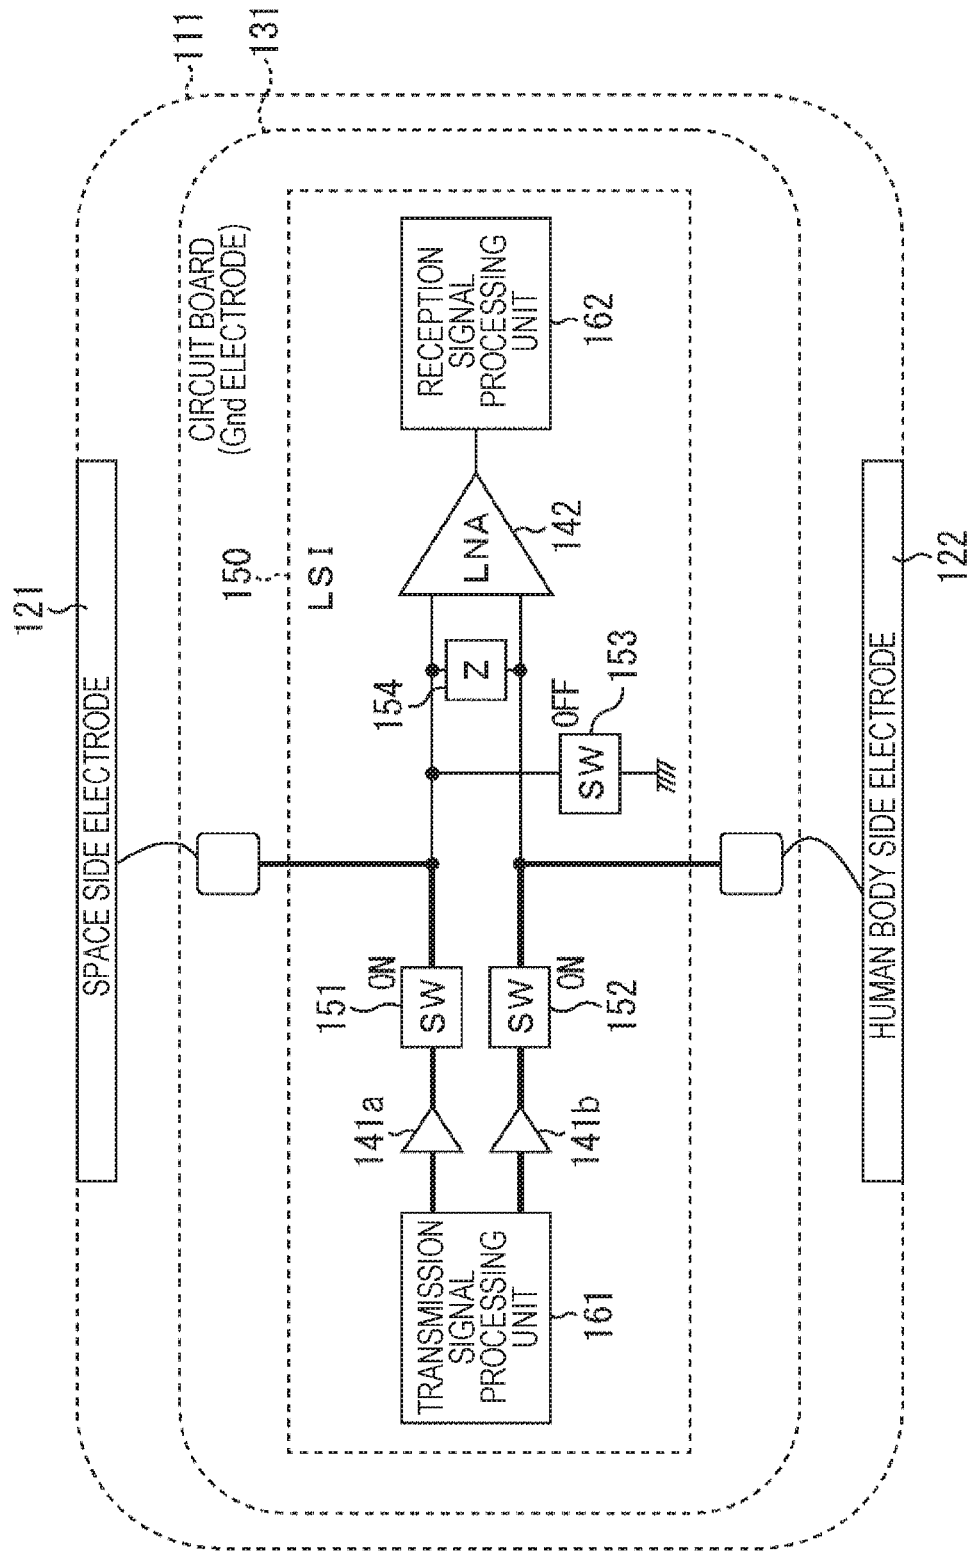 111
131
121
SPACE SIDE ELECTRODE
CIRCUIT BOARD
(Gnd ELECTRODE)
150
LSI
TRANSMISSION
SIGNAL
PROCESSING
UNIT
161
141a
141b
151
SW
ON
SW
ON
152
154
Z
OFF
SW
153
LNA
142
RECEPTION
SIGNAL
PROCESSING
UNIT
162
HUMAN BODY SIDE ELECTRODE
122